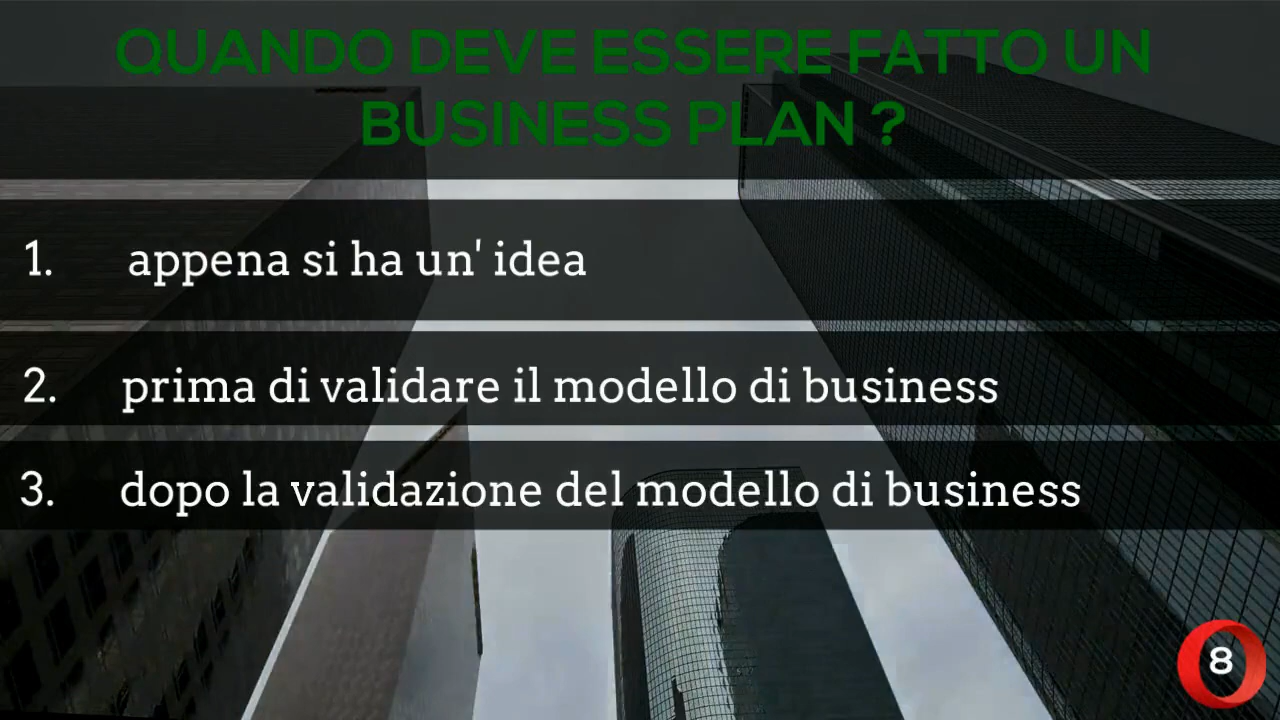 QUANDO DEVE ESSERE FATTO UN
BUSINESS PLAN ?
1. appena si ha un' idea
2. prima di validare il modello di business
3. dopo la validazione del modello di business
8